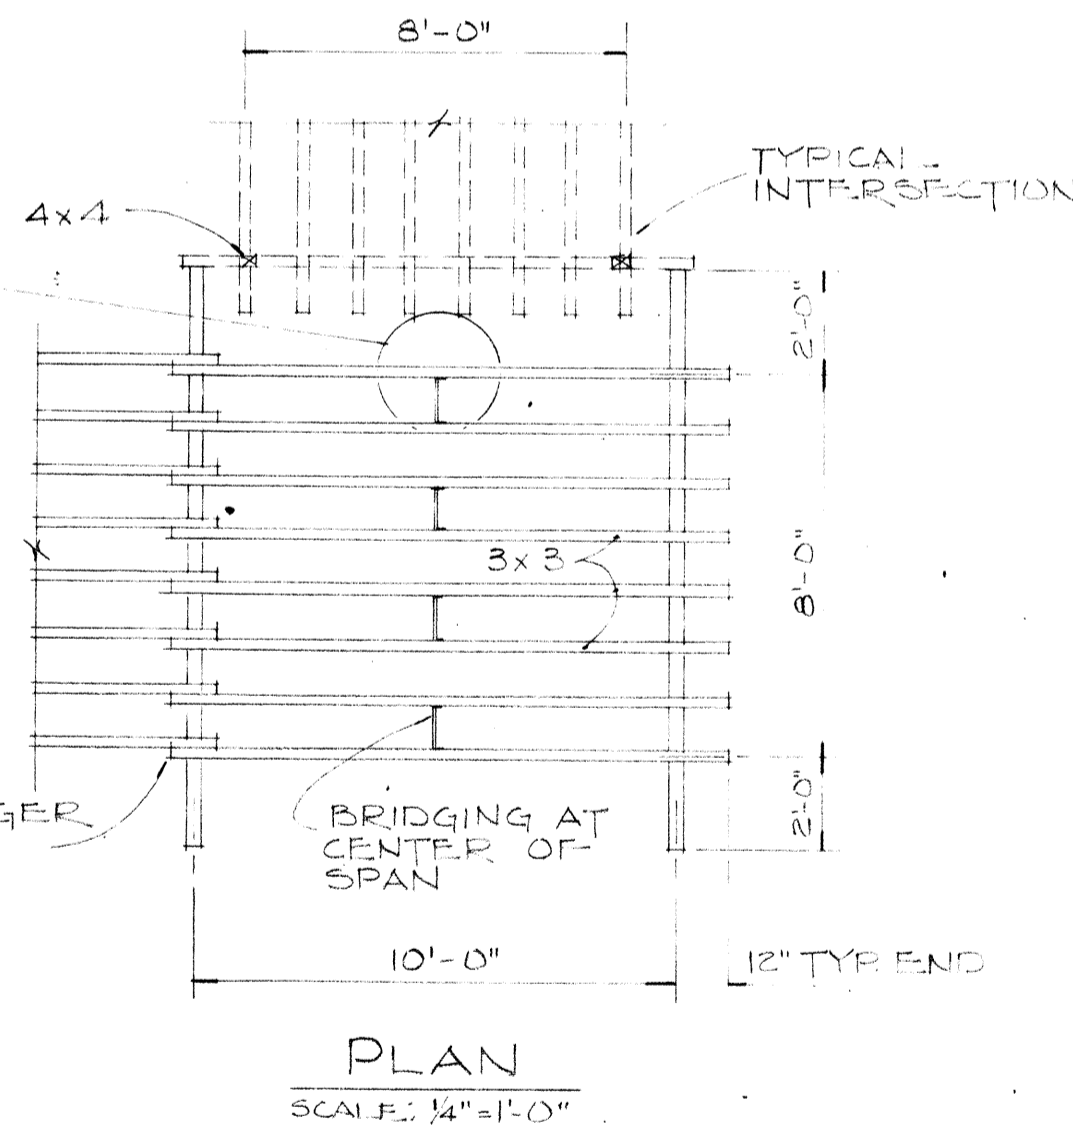 8'-0"
TYPICAL
INTERSECTION
4x4
2'-0"
8'-0"
3x3
2'-0"
GER
BRIDGING AT
CENTER OF
SPAN
10'-0"
12" TYP. END
PLAN
SCALE: 1/4"=1'-0"